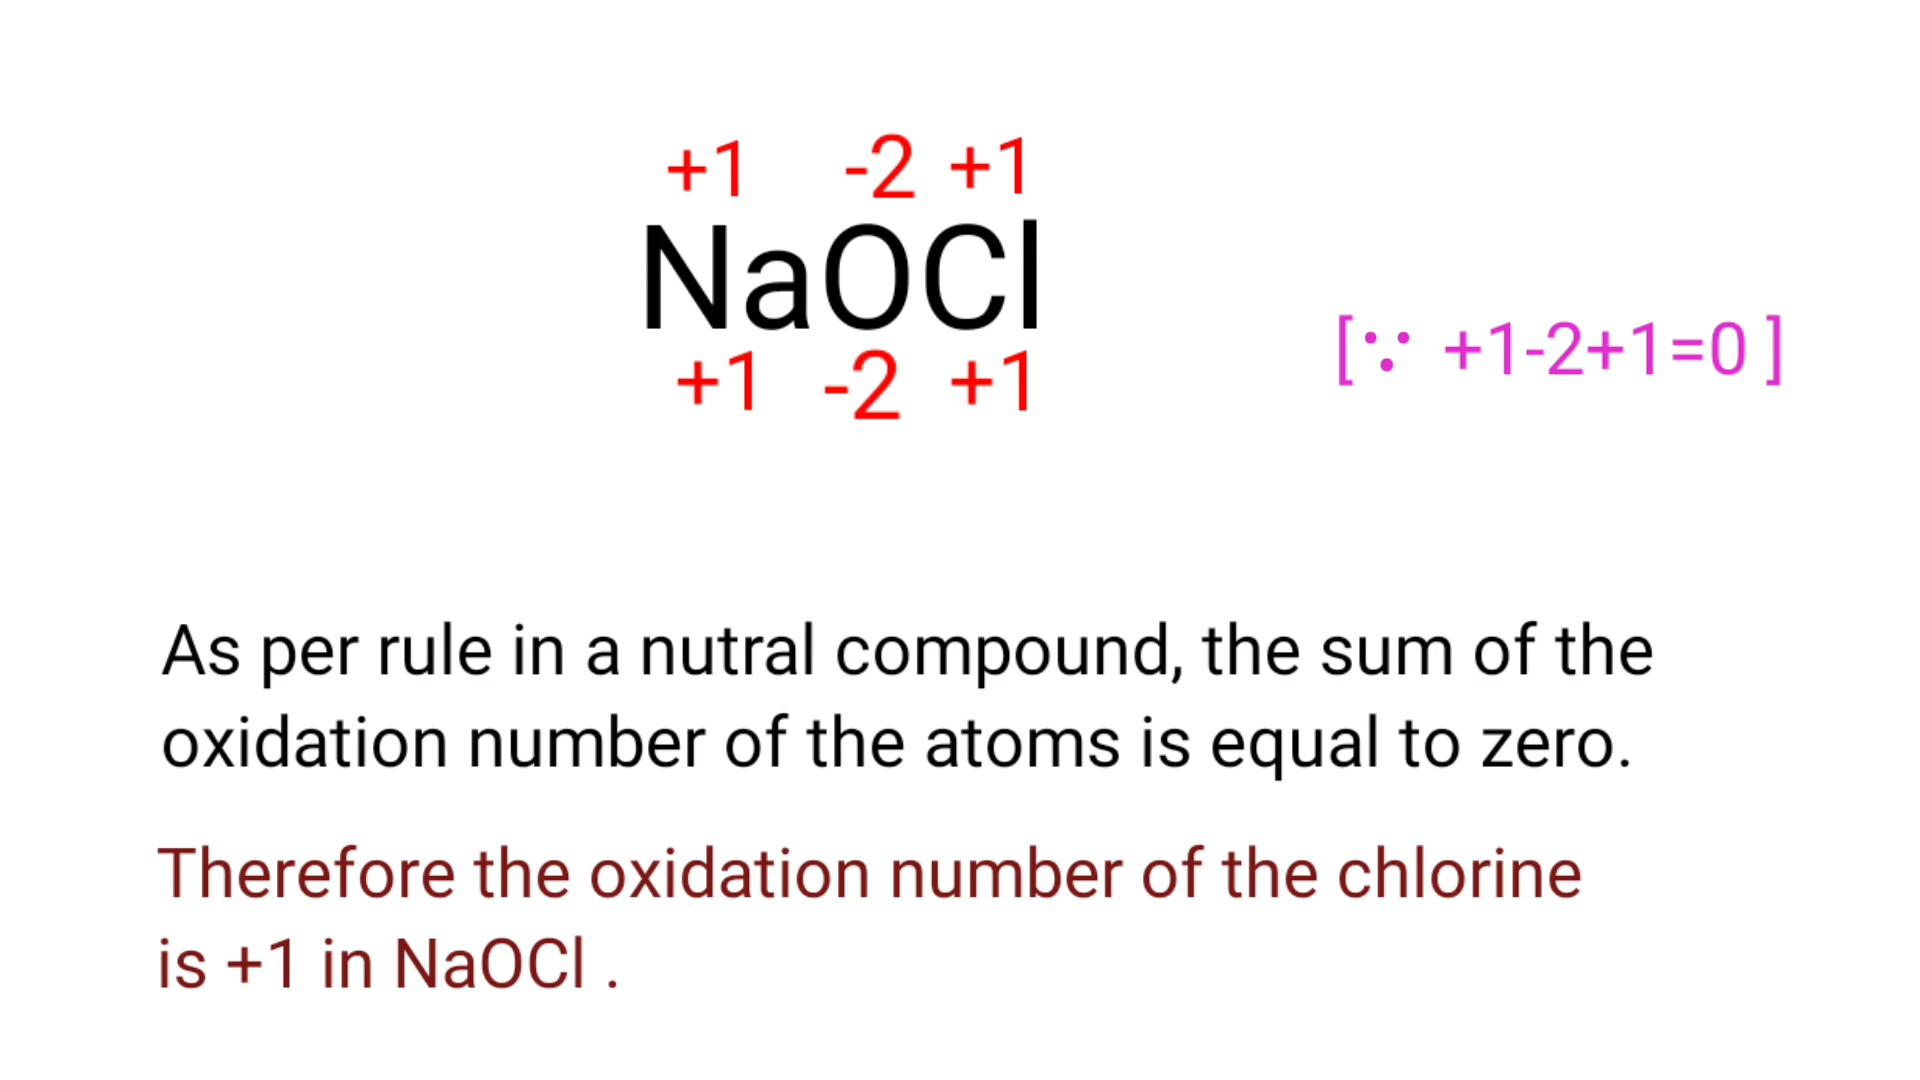 +1 -2 +1
NaOCl
+1 -2 +1
[∵ +1-2+1=0 ]
As per rule in a nutral compound, the sum of the
oxidation number of the atoms is equal to zero.
Therefore the oxidation number of the chlorine
is +1 in NaOCl .